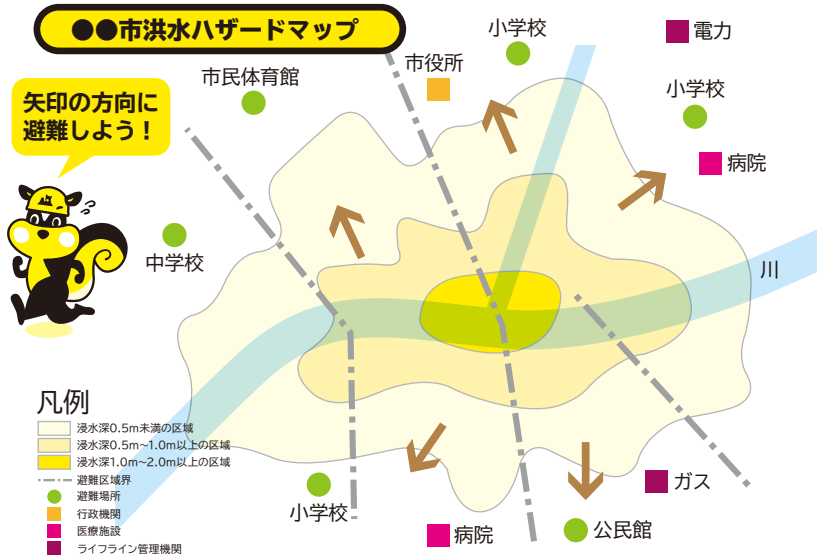 ●●市洪水ハザードマップ
矢印の方向に
避難しよう！
小学校
電力
市役所
市民体育館
小学校
病院
中学校
川
凡例
浸水深0.5m未満の区域
浸水深0.5m～1.0m以上の区域
浸水深1.0m～2.0m以上の区域
避難区域界
避難場所
行政機関
医療施設
ライフライン管理機関
小学校
ガス
病院
公民館